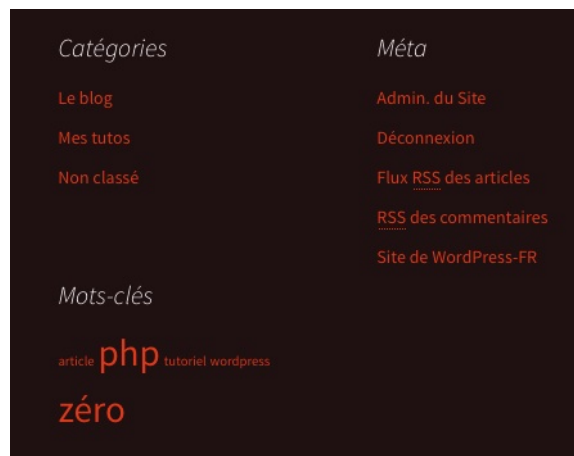 Catégories
Le blog
Mes tutos
Non classé
Méta
Admin. du Site
Déconnexion
Flux RSS des articles
RSS des commentaires
Site de WordPress-FR
Mots-clés
article php tutoriel wordpress
zéro